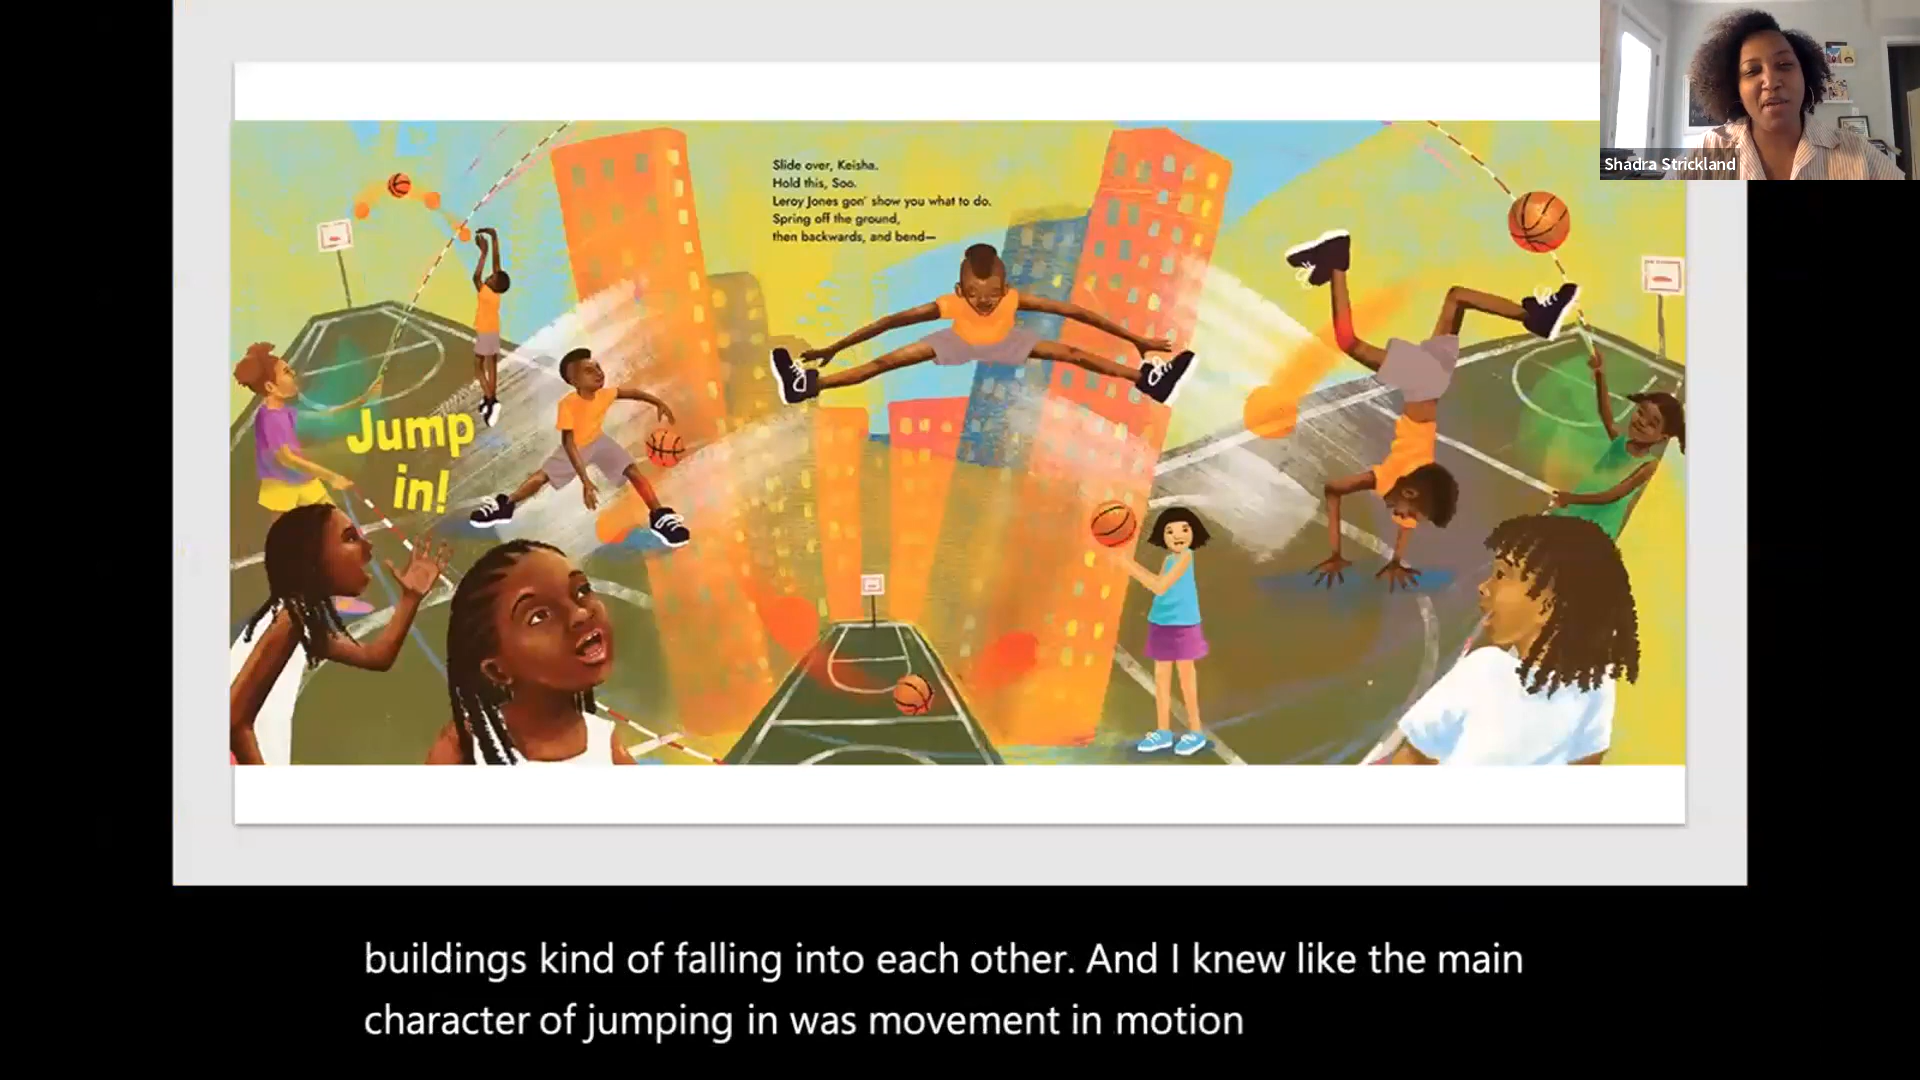 Slide over, Keisha.
Hold this, Soo.
Leroy Jones gon' show you what to do.
Spring off the ground,
then backwards, and bend—
Jump
in!
Shadra Strickland
buildings kind of falling into each other. And I knew like the main
character of jumping in was movement in motion